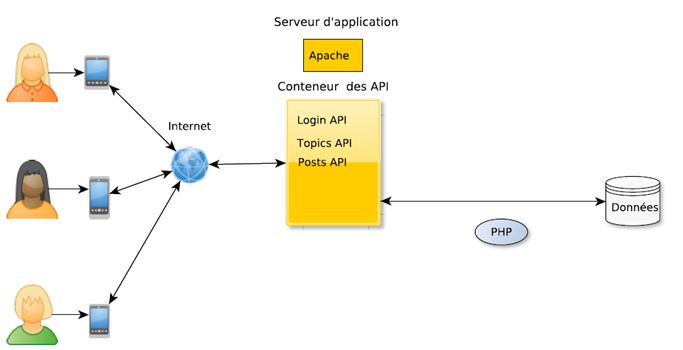 Serveur d'application
Apache
Conteneur des API
Login API
Topics API
Posts API
Internet
Données
PHP